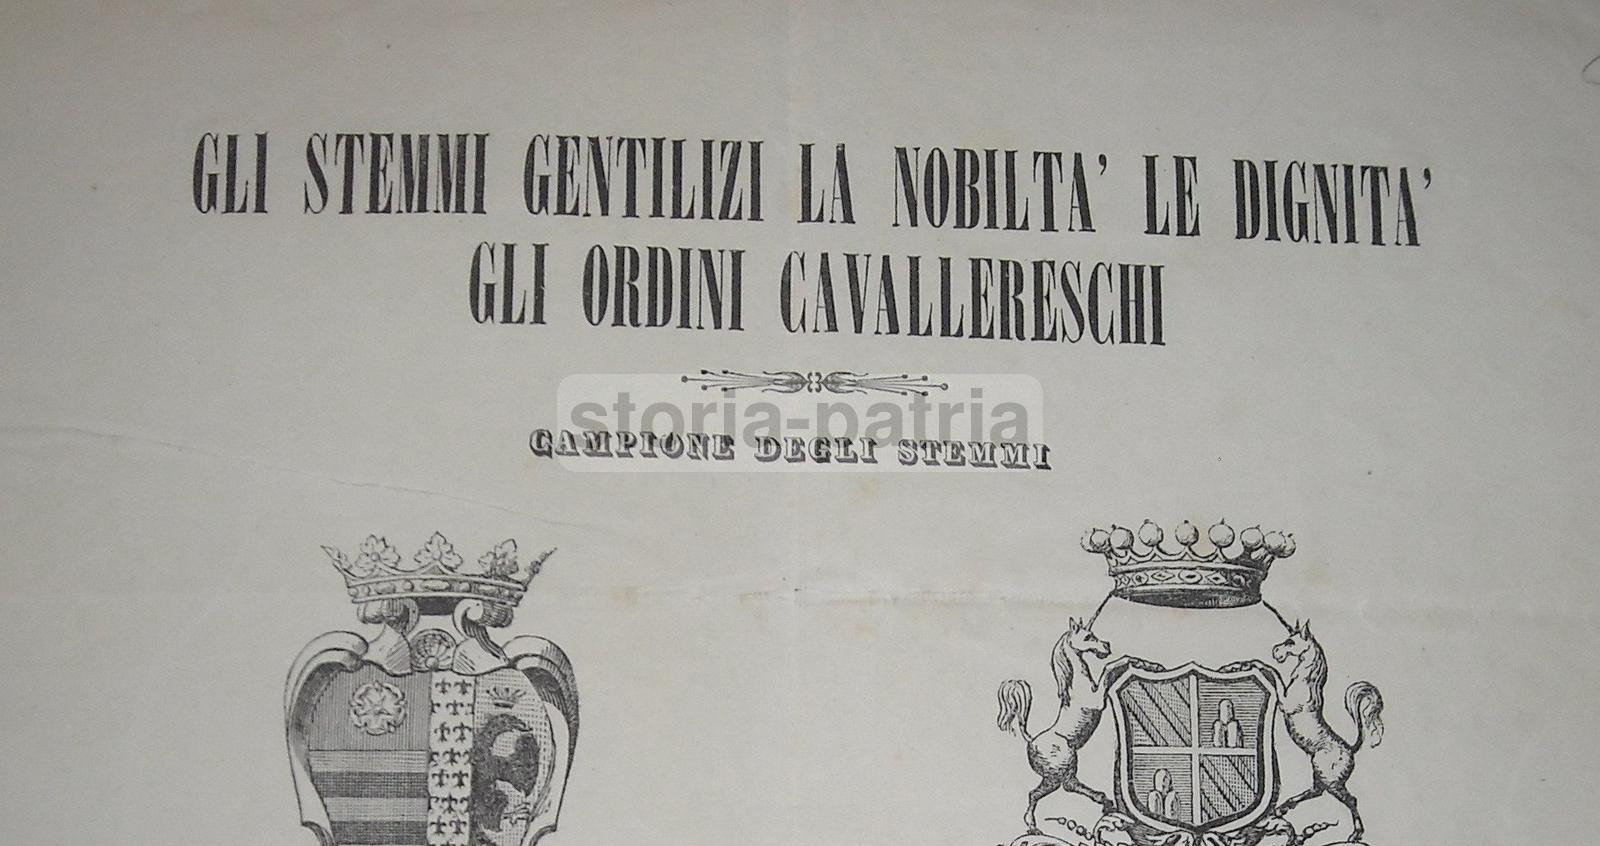 GLI STEMMI GENTILIZI LA NOBILTA' LE DIGNITA'
GLI ORDINI CAVALLERESCHI
storia-patria
CAMPIONE DEGLI STEMMI